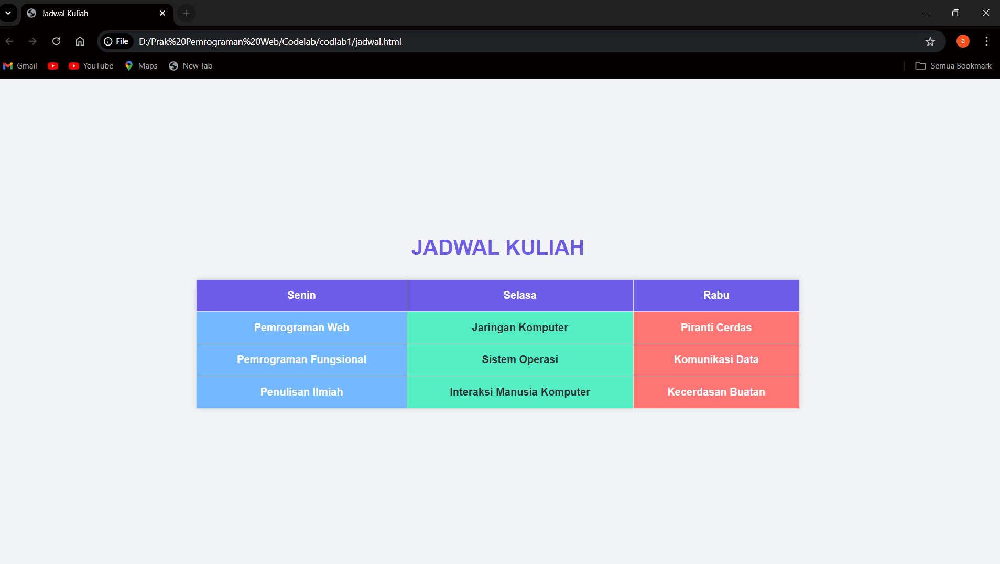 Jadwal Kuliah
File D:/Prak%20Pemrograman%20Web/Codelab/codlab1/jadwal.html a
Gmail YouTube Maps New Tab Semua Bookmark
JADWAL KULIAH
Senin Selasa Rabu
Pemrograman Web Jaringan Komputer Piranti Cerdas
Pemrograman Fungsional Sistem Operasi Komunikasi Data
Penulisan Ilmiah Interaksi Manusia Komputer Kecerdasan Buatan